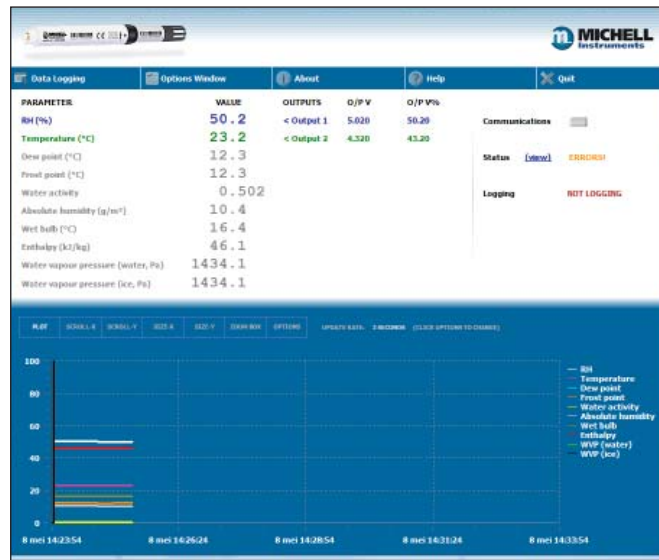 MICHELL
Instruments
Data Logging Options Window About Help Quit
PARAMETER VALUE OUTPUTS O/P V O/P V%
RH (%) 50.2 < Output 1 5.020 50.20
Communications
Temperature (°C) 23.2 < Output 2 4.320 43.20
Dew point (°C) 12.3
Status (view) ERRORS!
Frost point (°C) 12.3
Water activity 0.502
Logging NOT LOGGING
Absolute humidity (g/m³) 10.4
Wet bulb (°C) 16.4
Enthalpy (kJ/kg) 46.1
Water vapour pressure (water, Pa) 1434.1
Water vapour pressure (ice, Pa) 1434.1
PLOT SCROLL-X SCROLL-Y SIZE-X SIZE-Y ZOOM BOX OPTIONS UPDATE RATE: 2 SECONDS (CLICK OPTIONS TO CHANGE)
100
80
60
40
20
0
RH
Temperature
Dew point
Frost point
Water activity
Absolute humidity
Wet bulb
Enthalpy
WVP (water)
WVP (ice)
8 mei 14:23:54 8 mei 14:26:24 8 mei 14:28:54 8 mei 14:31:24 8 mei 14:33:54